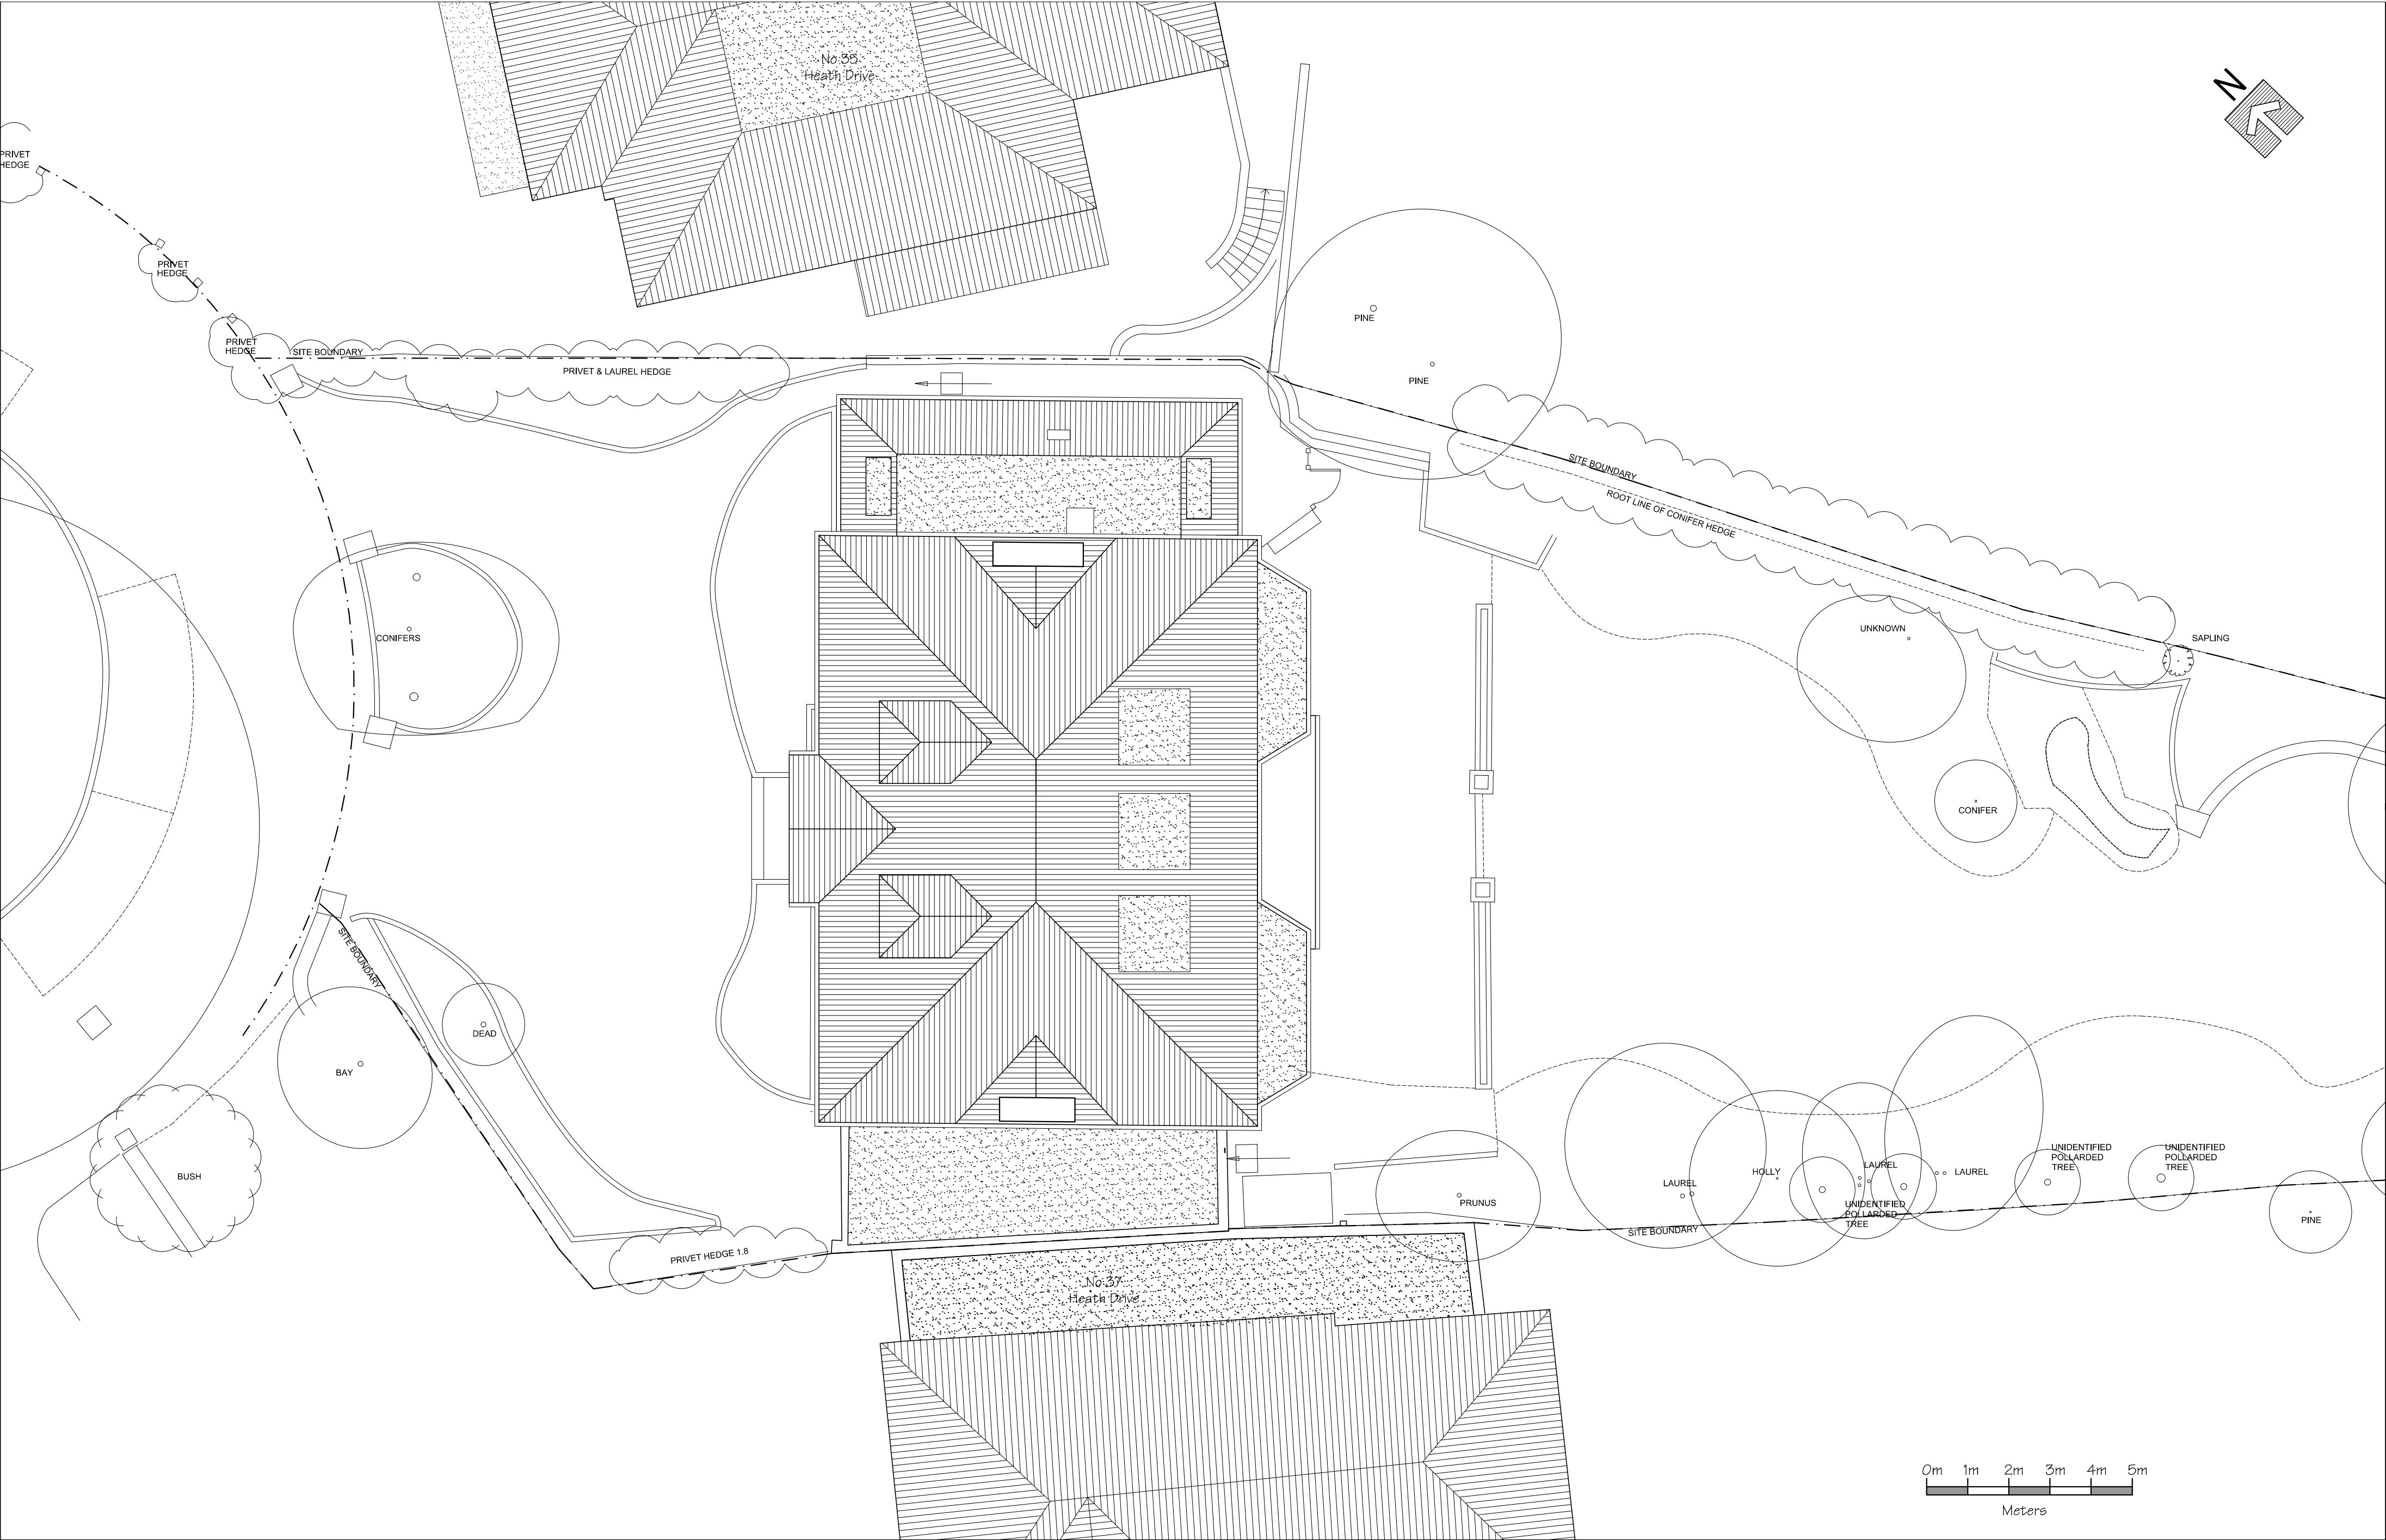 No 35
Heath Drive
N
PRIVET
HEDGE
PRIVET
HEDGE
PRIVET
HEDGE
SITE BOUNDARY
PRIVET & LAUREL HEDGE
PINE
PINE
SITE BOUNDARY
ROOT LINE OF CONIFER HEDGE
UNKNOWN
SAPLING
CONIFERS
CONIFER
SITE BOUNDARY
DEAD
BAY
BUSH
PRIVET HEDGE 1.8
PRUNUS
LAUREL
HOLLY
LAUREL
LAUREL
UNIDENTIFIED
POLLARDED
TREE
UNIDENTIFIED
POLLARDED
TREE
UNIDENTIFIED
POLLARDED
TREE
PINE
SITE BOUNDARY
No 37
Heath Drive
0m 1m 2m 3m 4m 5m
Meters